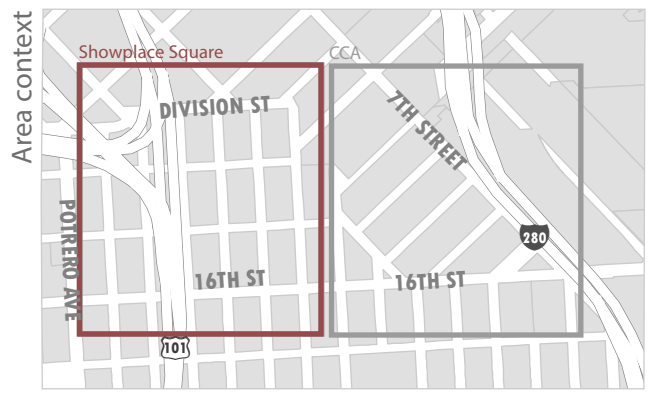 Area context
Showplace Square
CCA
DIVISION ST
7TH STREET
POTRERO AVE
280
16TH ST
16TH ST
101